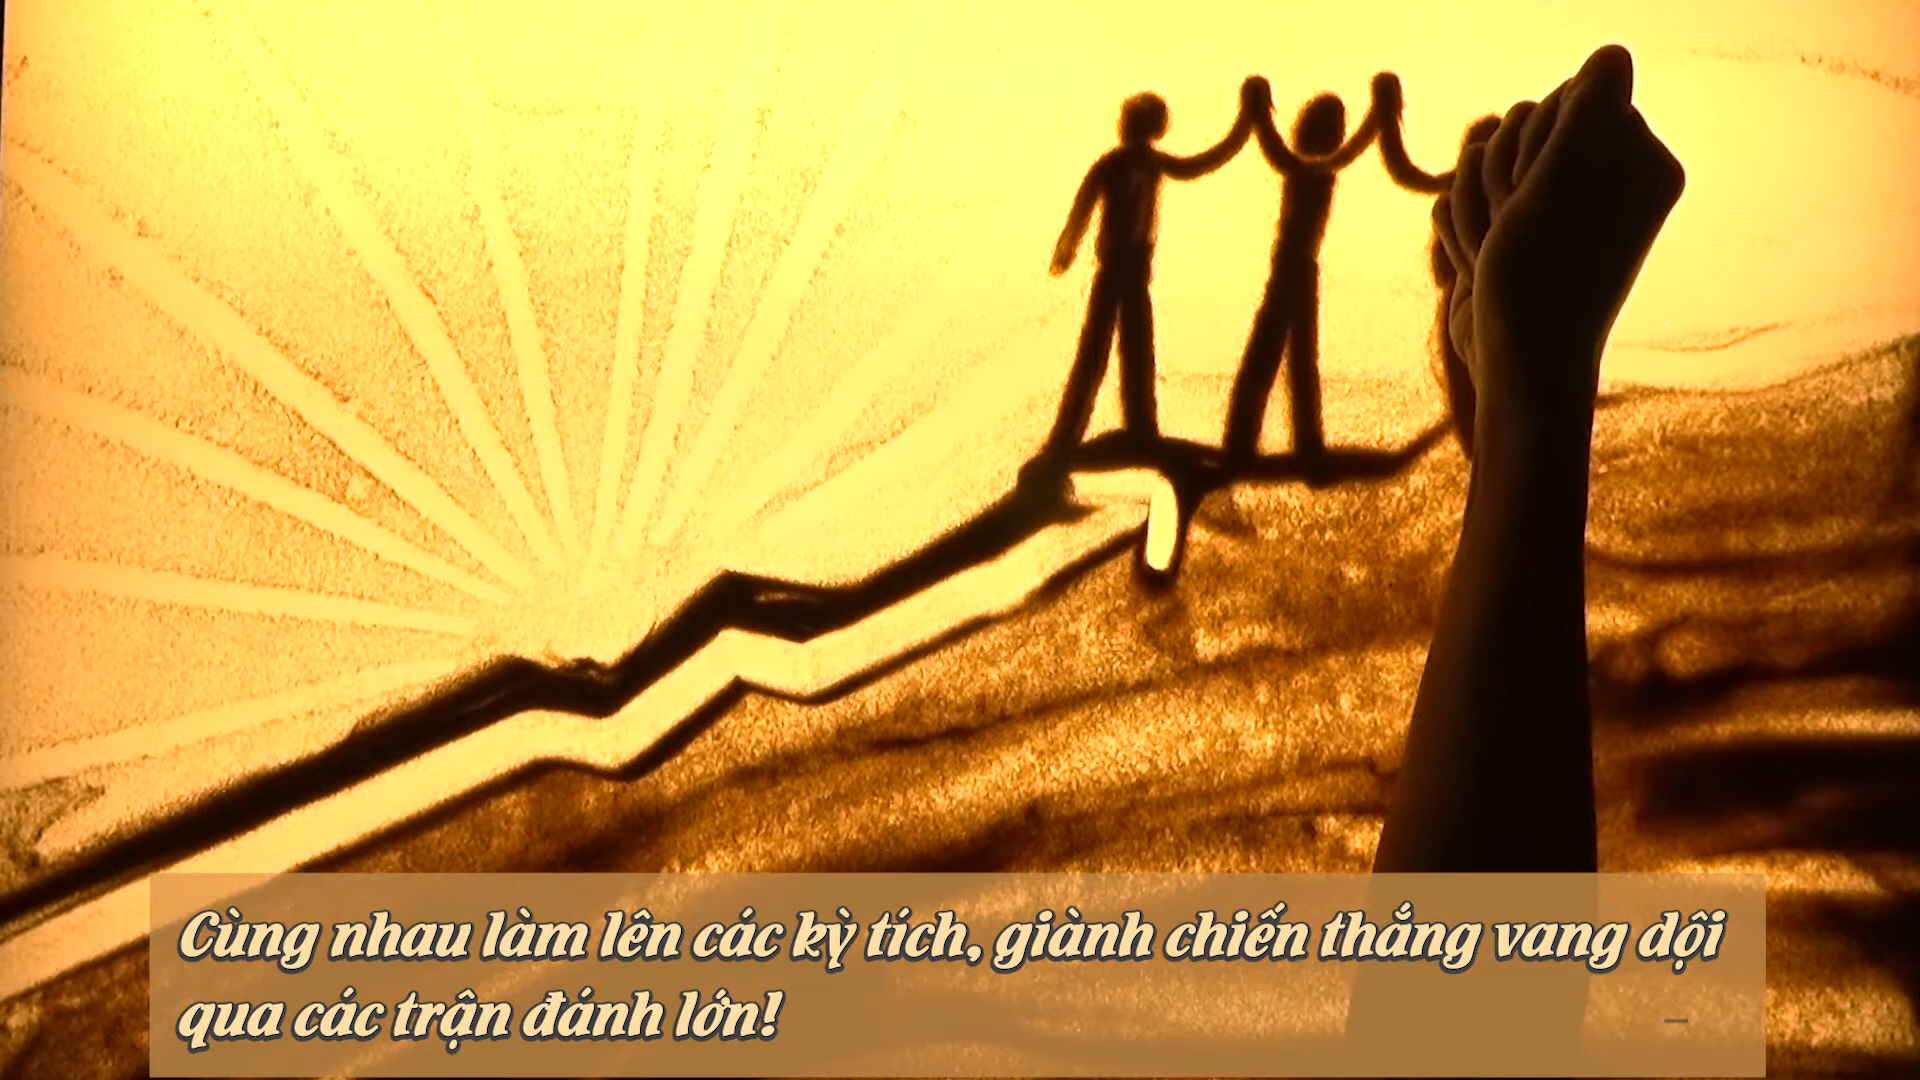 Cùng nhau làm lên các kỳ tích, giành chiến thắng vang dội
qua các trận đánh lớn!